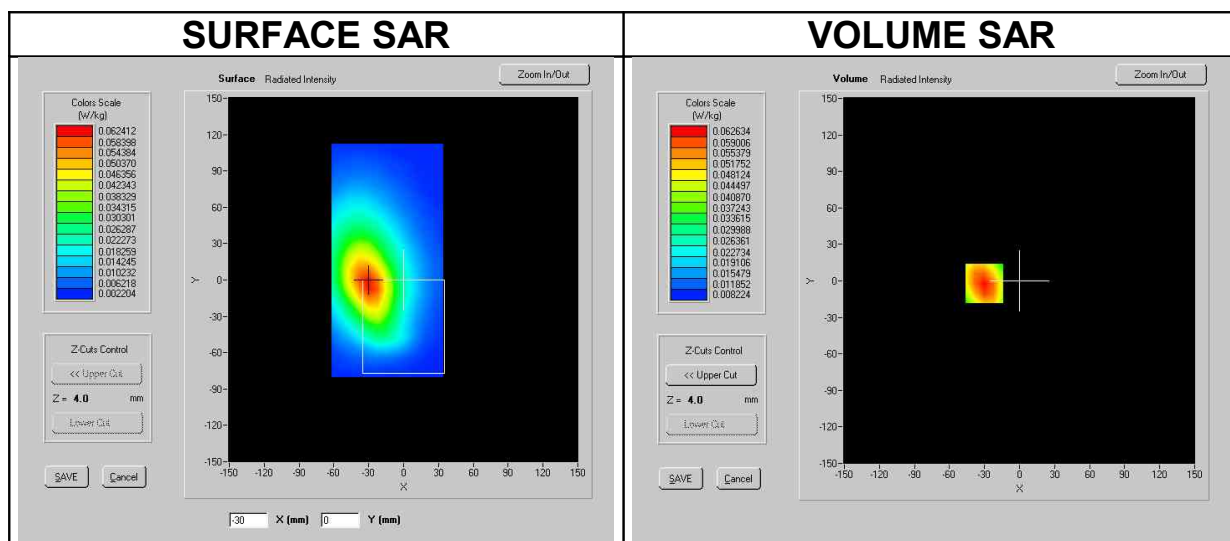 SURFACE SAR
VOLUME SAR
Surface Radiated Intensity
Zoom In/Out
Colors Scale
(W/kg)
0.062412
0.058398
0.054384
0.050370
0.046356
0.042343
0.038329
0.034315
0.030301
0.026287
0.022273
0.018259
0.014245
0.010232
0.006218
0.002204
150-
120-
90-
60-
30-
0-
-30-
-60-
-90-
-120-
-150-
Y
-150 -120 -90 -60 -30 0 30 60 90 120 150
X
Z-Cuts Control
<< Upper Cut
Z = 4.0 mm
Lower Cut
SAVE Cancel
-30 X (mm) 0 Y (mm)
Volume Radiated Intensity
Zoom In/Out
Colors Scale
(W/kg)
0.062634
0.059006
0.055379
0.051752
0.048124
0.044497
0.040870
0.037243
0.033615
0.029988
0.026361
0.022734
0.019106
0.015479
0.011852
0.008224
150-
120-
90-
60-
30-
0-
-30-
-60-
-90-
-120-
-150-
Y
-150 -120 -90 -60 -30 0 30 60 90 120 150
X
Z-Cuts Control
<< Upper Cut
Z = 4.0 mm
Lower Cut
SAVE Cancel